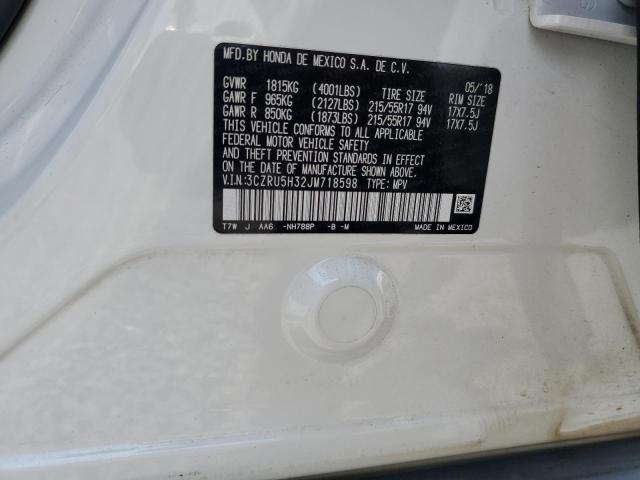 MFD.BY HONDA DE MEXICO S.A. DE C.V.
05/'18
GVWR 1815KG (4001LBS) TIRE SIZE RIM SIZE
GAWR F 965KG (2127LBS) 215/55R17 94V 17X7.5J
GAWR R 850KG (1873LBS) 215/55R17 94V 17X7.5J
THIS VEHICLE CONFORMS TO ALL APPLICABLE
FEDERAL MOTOR VEHICLE SAFETY
AND THEFT PREVENTION STANDARDS IN EFFECT
ON THE DATE OF MANUFACTURE SHOWN ABOVE.
V.I.N:3CZRU5H32JM718598 TYPE: MPV
T7W J AA6 -NH788P -B -M MADE IN MEXICO